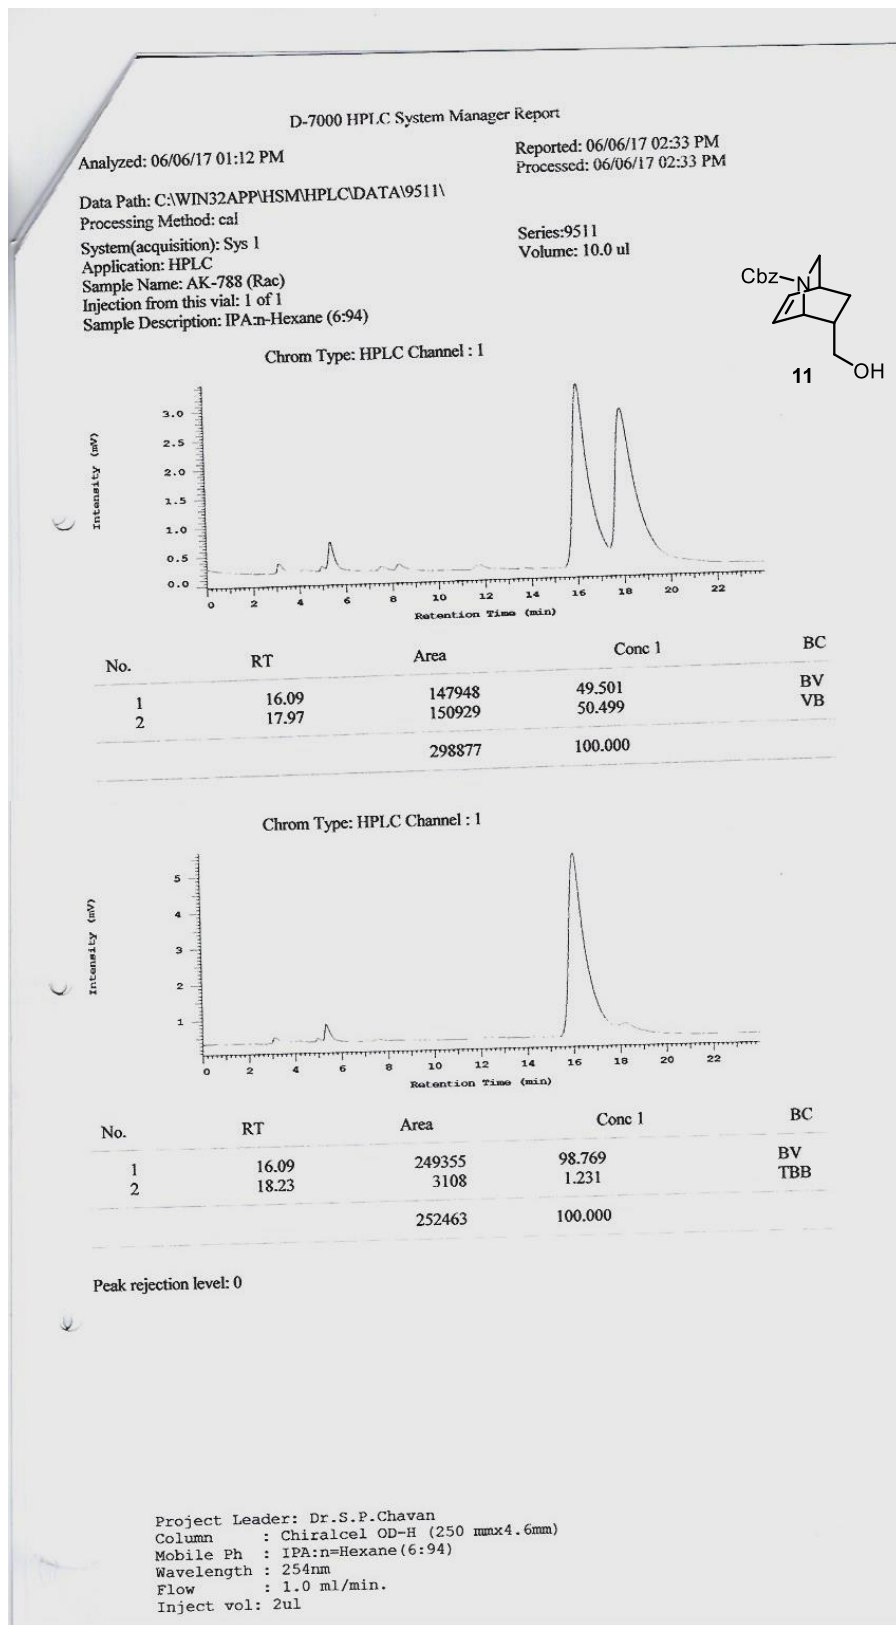 D-7000 HPLC System Manager Report
Analyzed: 06/06/17 01:12 PM
Reported: 06/06/17 02:33 PM
Processed: 06/06/17 02:33 PM
Data Path: C:\WIN32APP\HSM\HPLC\DATA\9511\
Processing Method: cal
System(acquisition): Sys 1
Series:9511
Application: HPLC
Volume: 10.0 ul
Sample Name: AK-788 (Rac)
Injection from this vial: 1 of 1
Sample Description: IPA:n-Hexane (6:94)
Cbz
N
OH
11
Chrom Type: HPLC Channel : 1
Intensity (mV)
3.0
2.5
2.0
1.5
1.0
0.5
0.0
0 2 4 6 8 10 12 14 16 18 20 22
Retention Time (min)
No. RT Area Conc 1 BC
1 16.09 147948 49.501 BV
2 17.97 150929 50.499 VB
298877 100.000
Chrom Type: HPLC Channel : 1
Intensity (mV)
5
4
3
2
1
0 2 4 6 8 10 12 14 16 18 20 22
Retention Time (min)
No. RT Area Conc 1 BC
1 16.09 249355 98.769 BV
2 18.23 3108 1.231 TBB
252463 100.000
Peak rejection level: 0
Project Leader: Dr.S.P.Chavan
Column : Chiralcel OD-H (250 mmx4.6mm)
Mobile Ph : IPA:n=Hexane(6:94)
Wavelength : 254nm
Flow : 1.0 ml/min.
Inject vol: 2ul